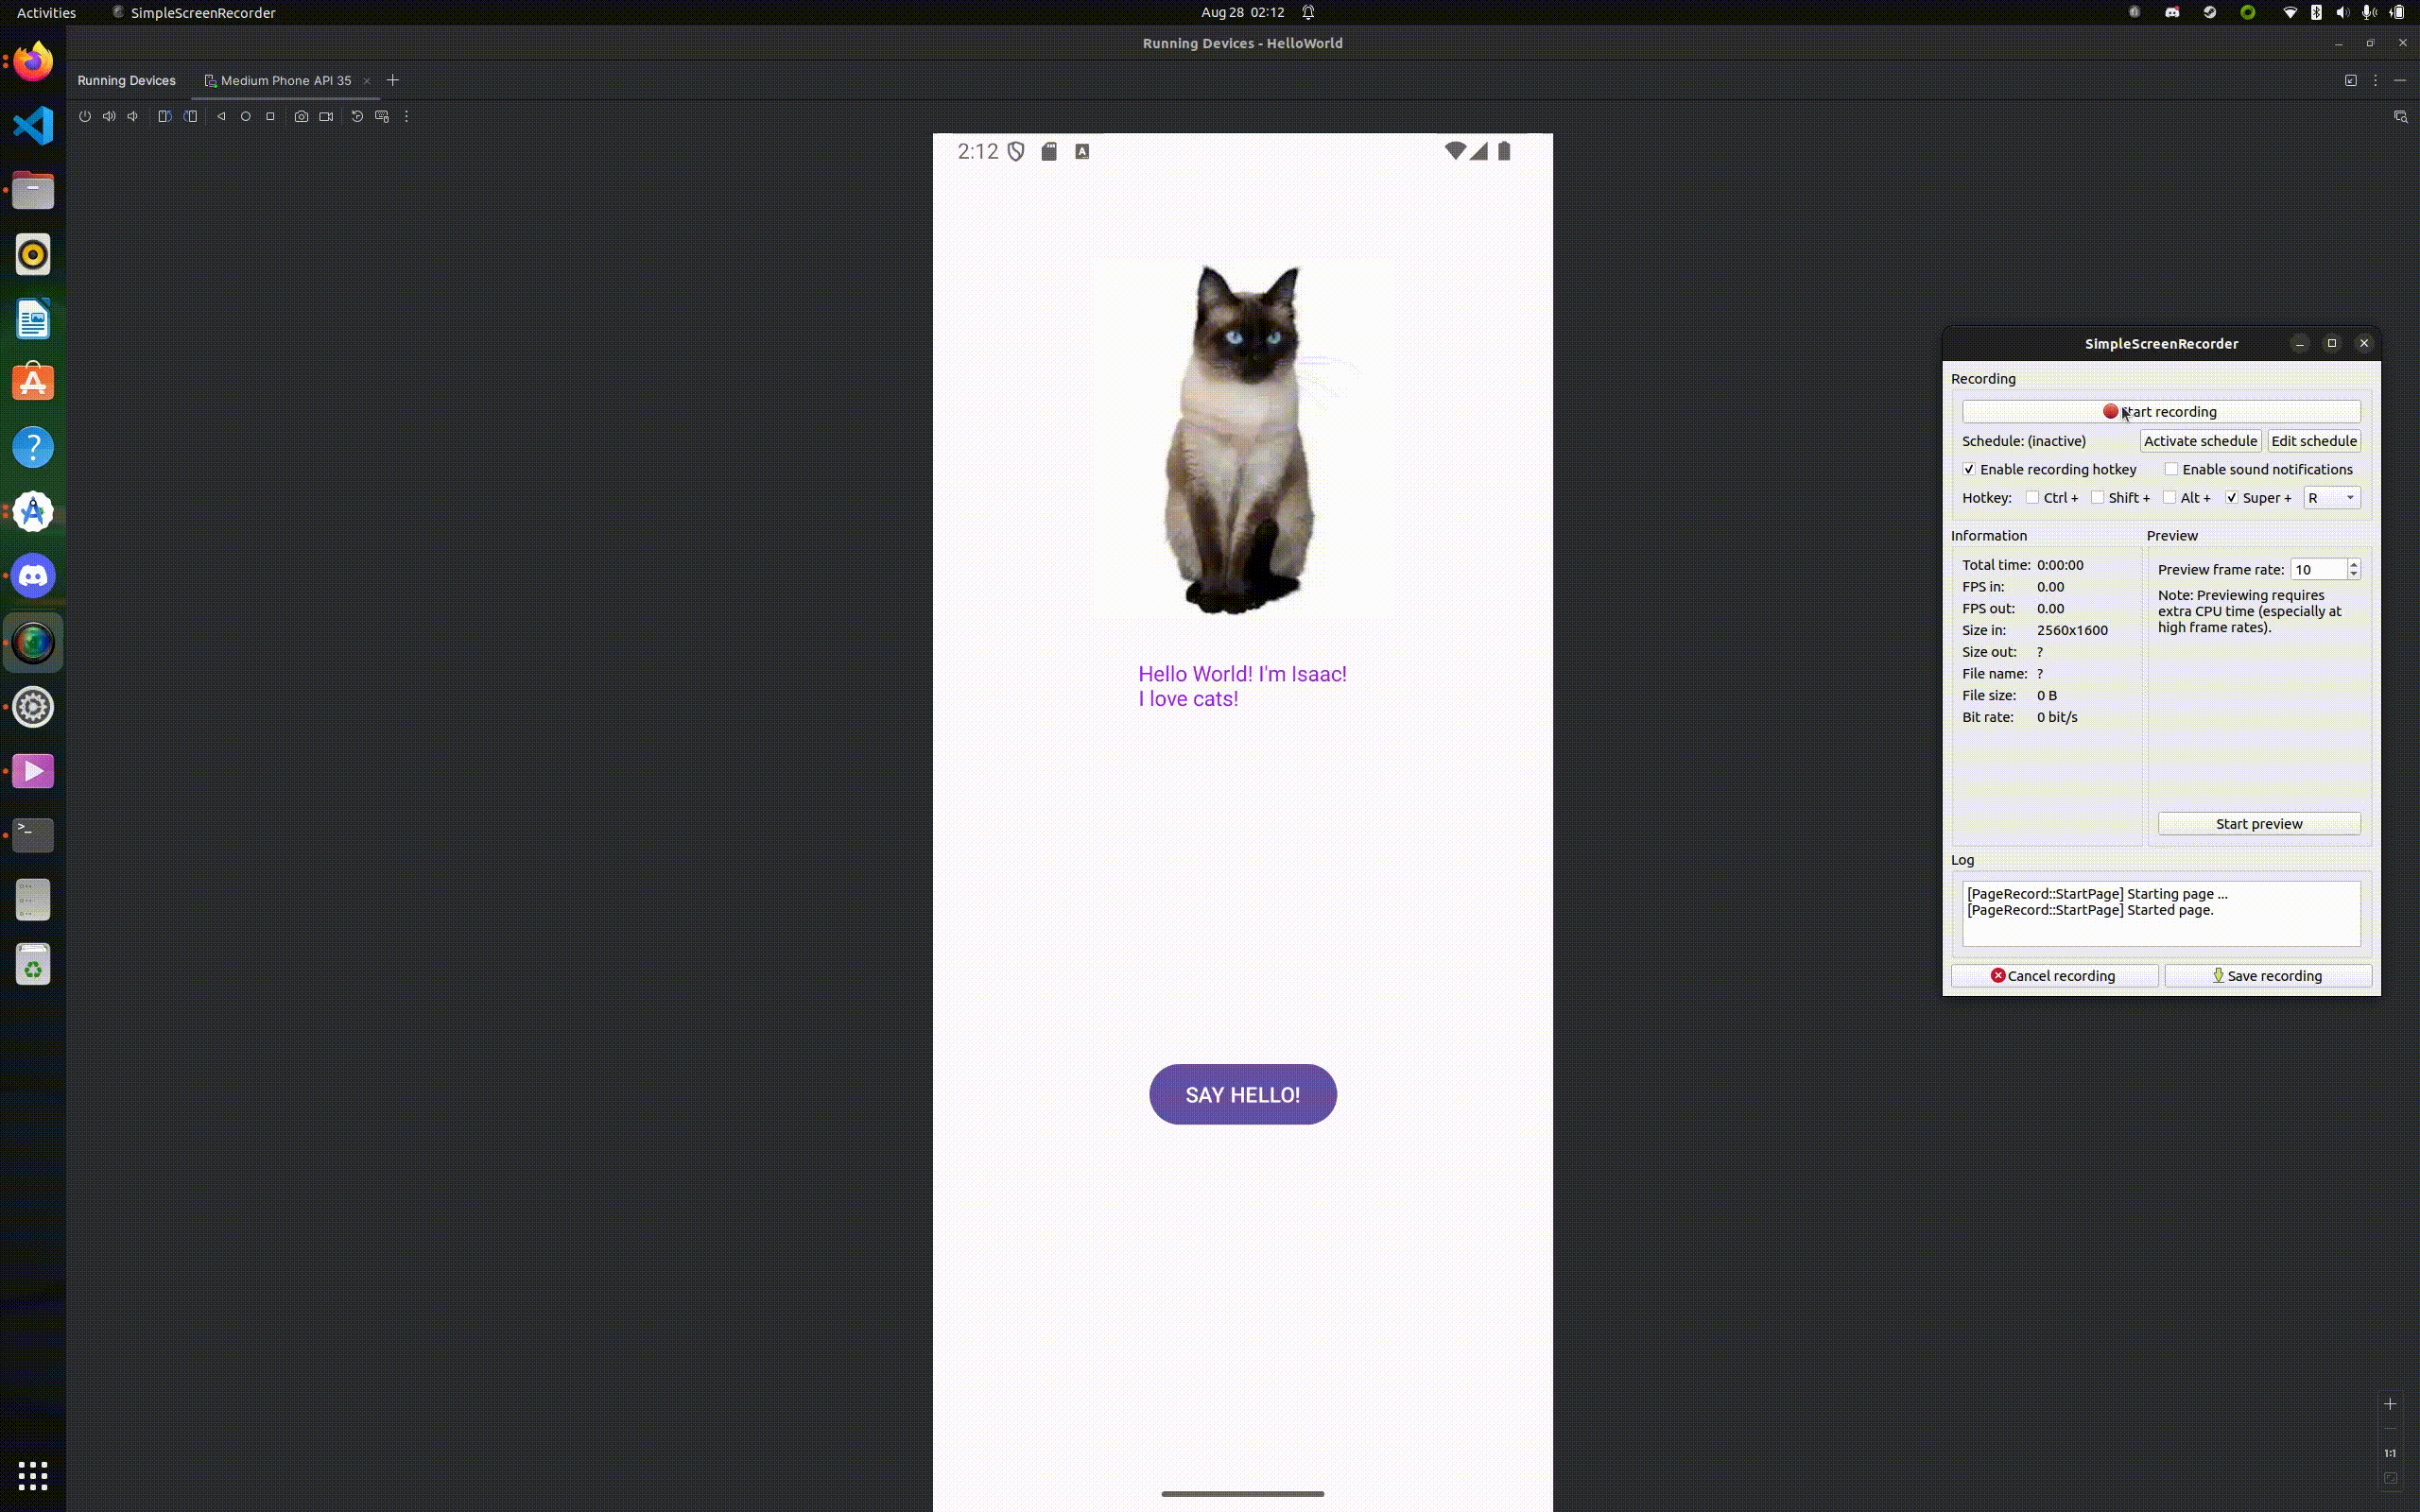 Activities
SimpleScreenRecorder
Aug 28 02:12
Running Devices - HelloWorld
Running Devices
Medium Phone API 35
2:12
A
Hello World! I'm Isaac!
I love cats!
SAY HELLO!
SimpleScreenRecorder
Recording
tart recording
Schedule: (inactive)
Activate schedule
Edit schedule
Enable recording hotkey
Enable sound notifications
Hotkey: Ctrl + Shift + Alt + Super + R
Information
Total time: 0:00:00
FPS in: 0.00
FPS out: 0.00
Size in: 2560x1600
Size out: ?
File name: ?
File size: 0 B
Bit rate: 0 bit/s
Preview
Preview frame rate: 10
Note: Previewing requires
extra CPU time (especially at
high frame rates).
Start preview
Log
[PageRecord::StartPage] Starting page ...
[PageRecord::StartPage] Started page.
Cancel recording
Save recording
1:1